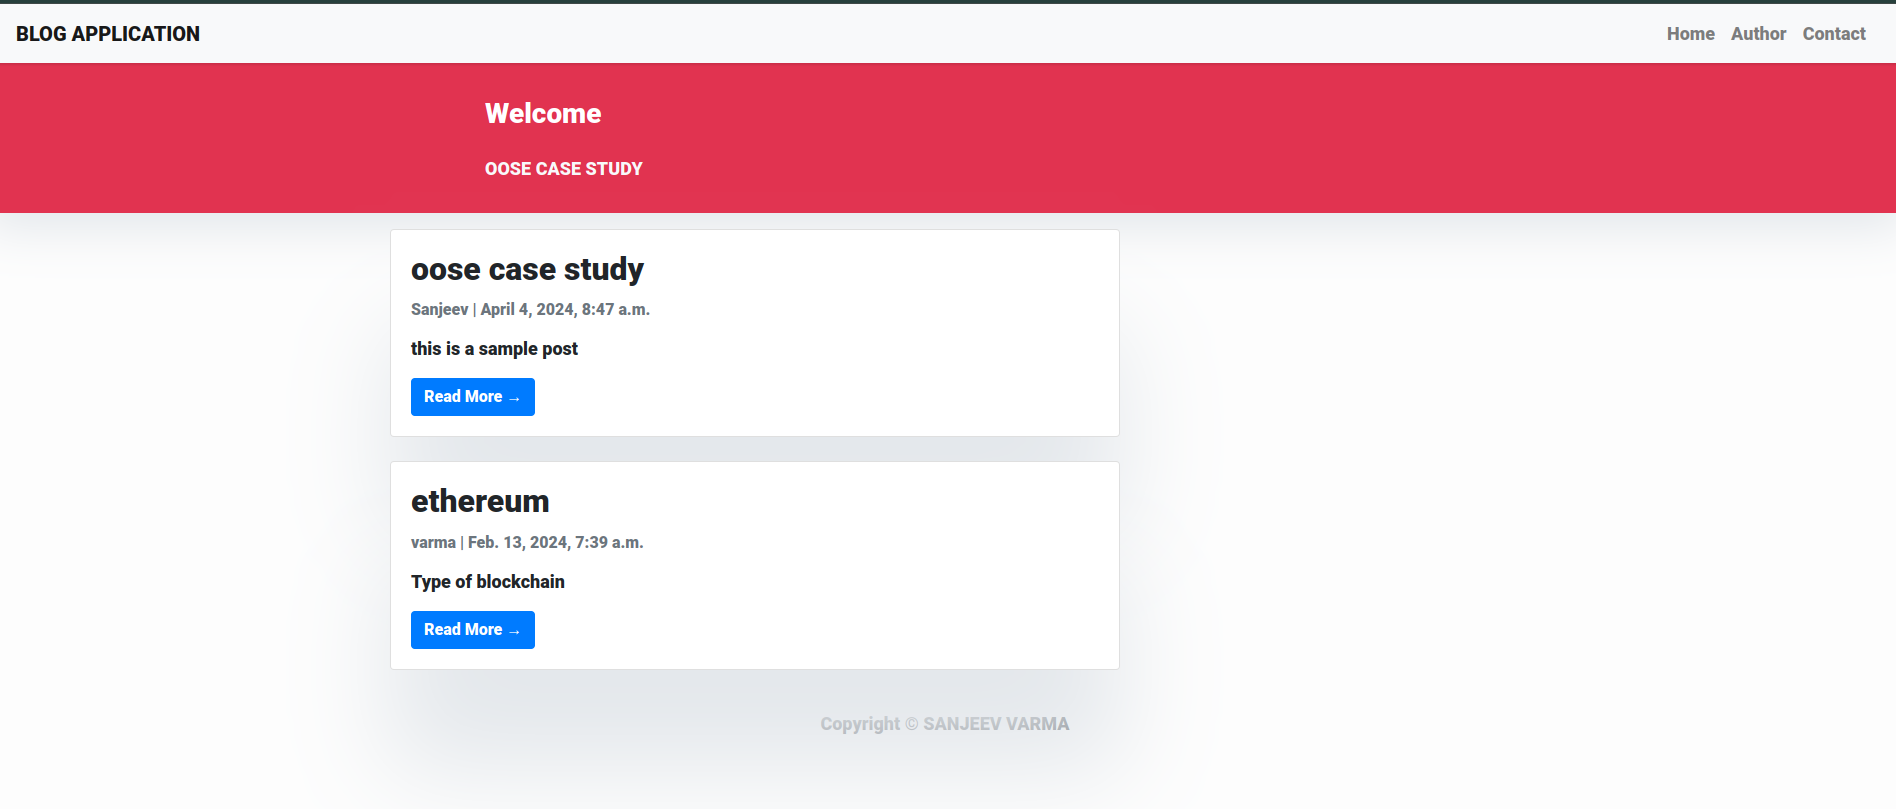 BLOG APPLICATION
Home Author Contact
Welcome
OOSE CASE STUDY
oose case study
Sanjeev | April 4, 2024, 8:47 a.m.
this is a sample post
Read More →
ethereum
varma | Feb. 13, 2024, 7:39 a.m.
Type of blockchain
Read More →
Copyright © SANJEEV VARMA